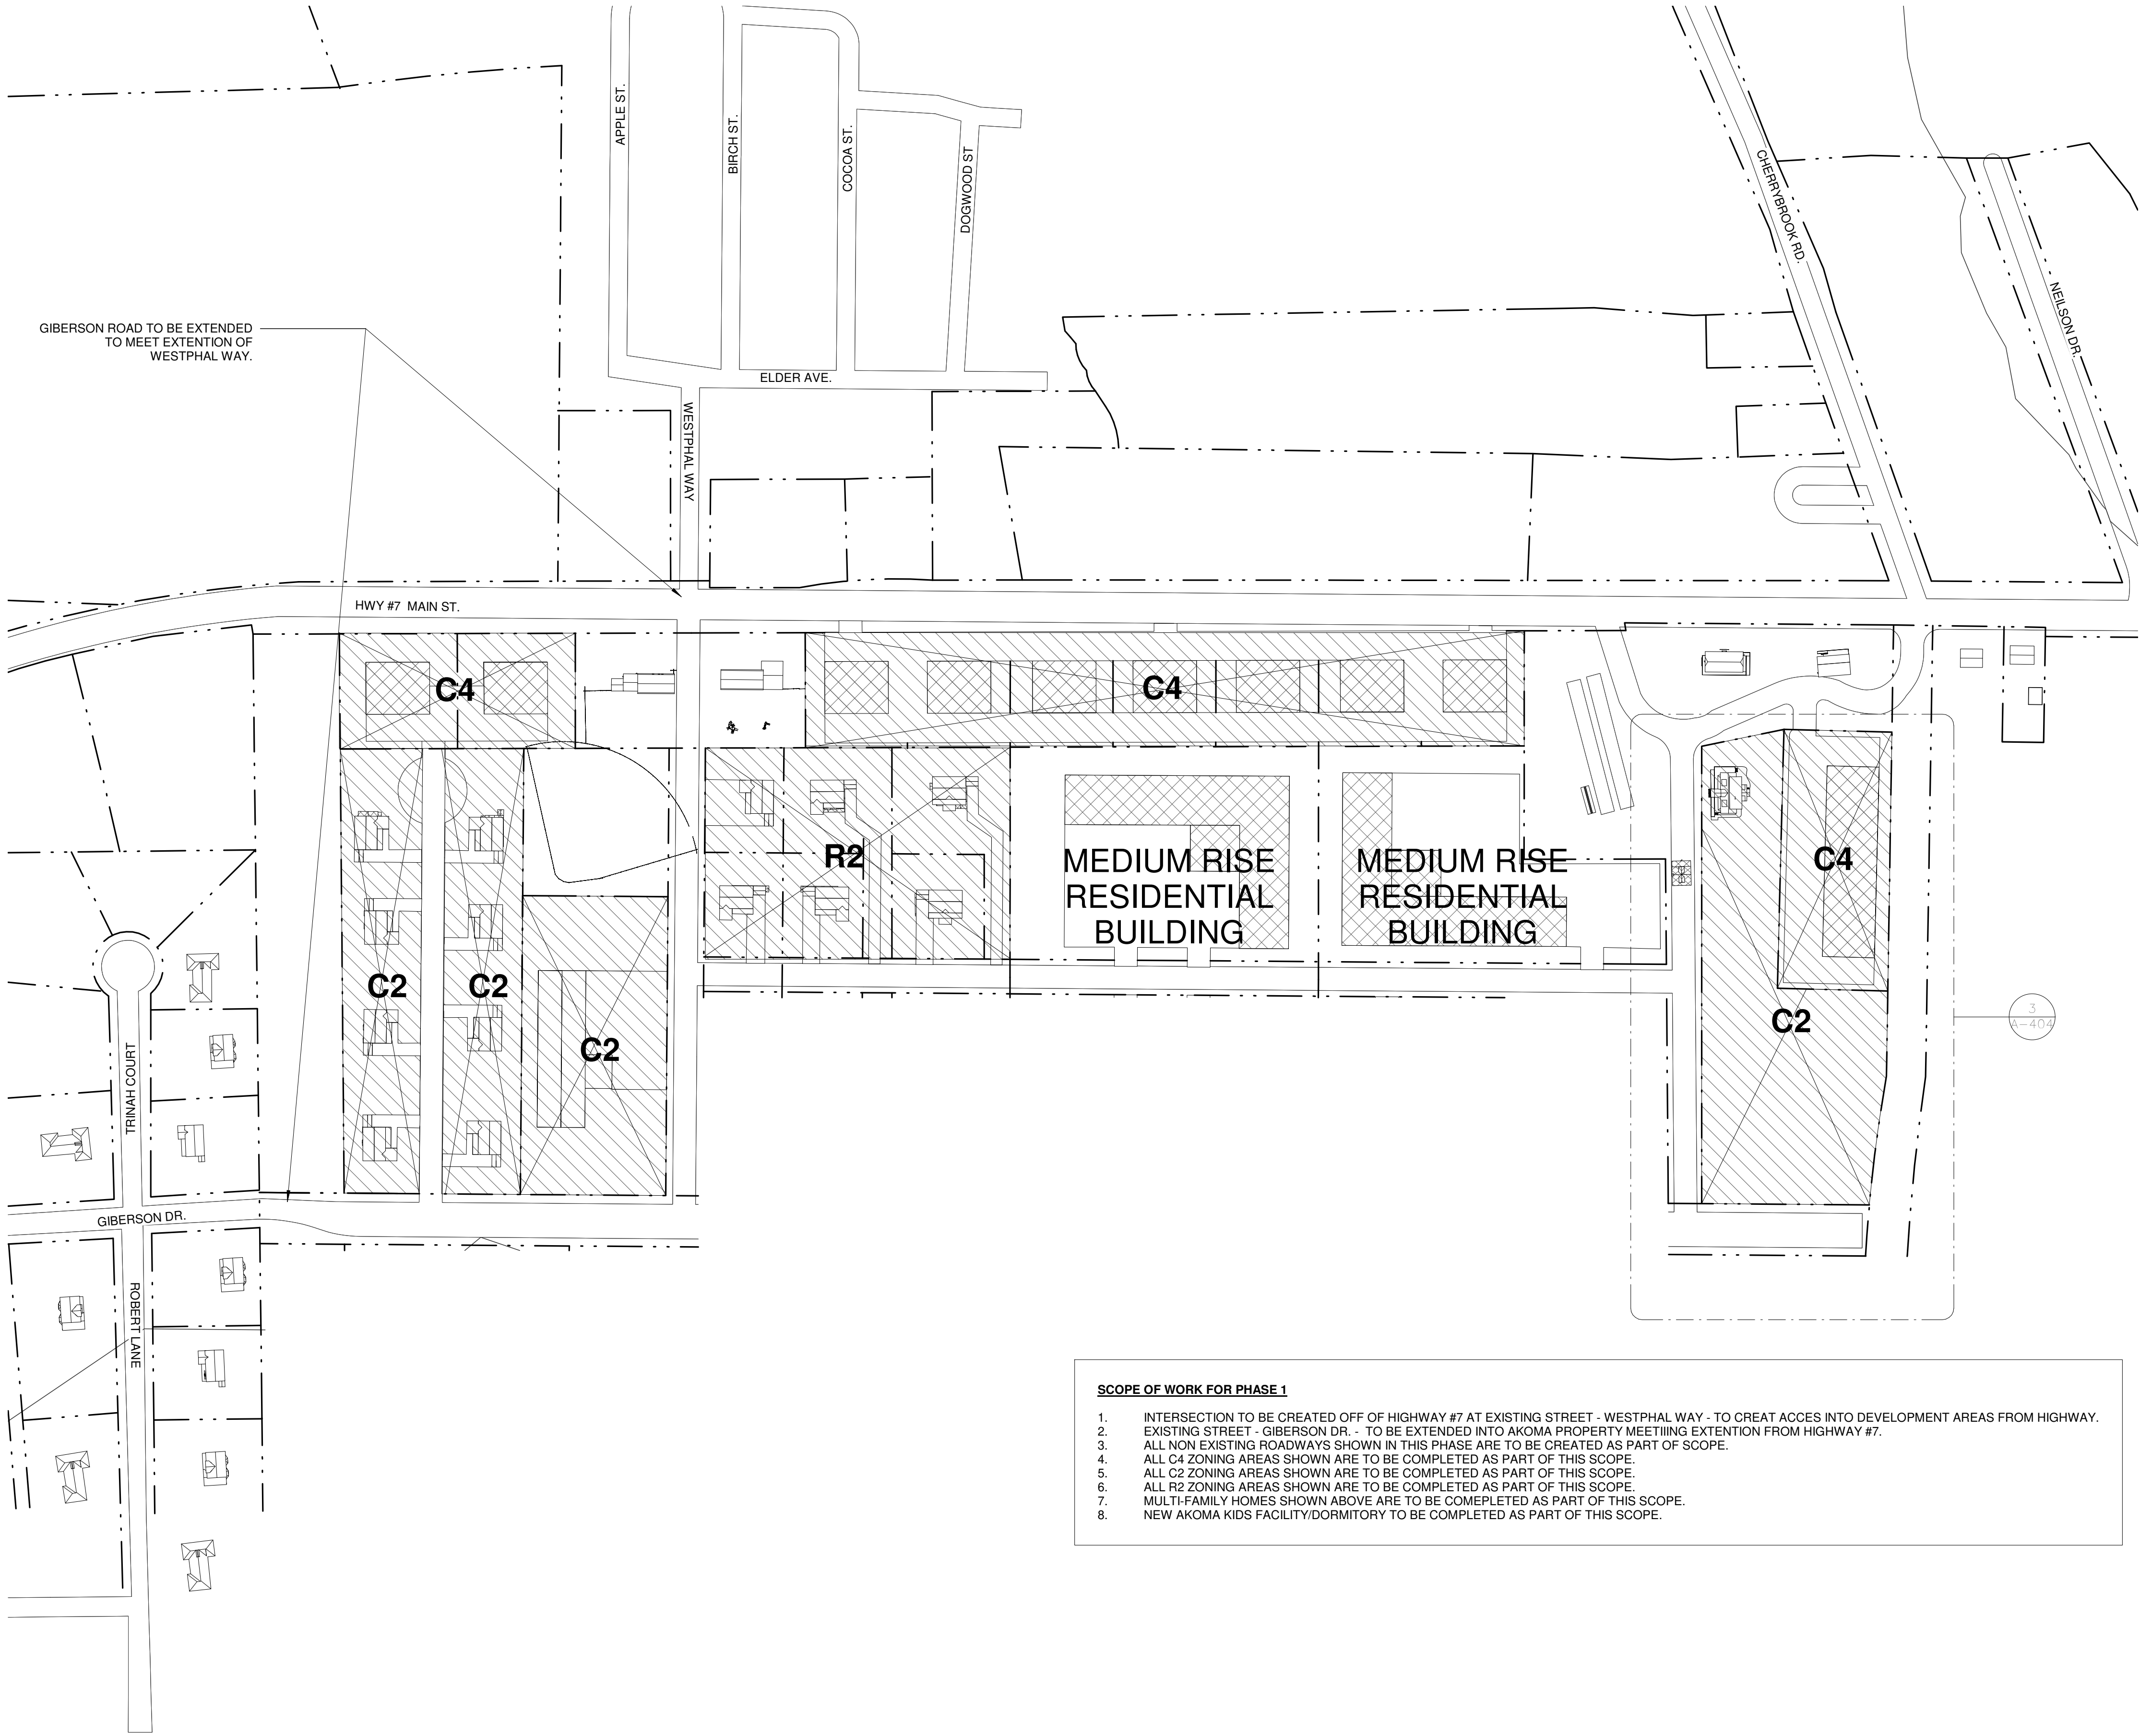 APPLE ST.
BIRCH ST.
COCOA ST.
DOGWOOD ST
CHERRYBROOK RD.
NEILSON DR.
GIBERSON ROAD TO BE EXTENDED
TO MEET EXTENTION OF
WESTPHAL WAY.
ELDER AVE.
WESTPHAL WAY
HWY #7 MAIN ST.
C4
C4
R2
MEDIUM RISE
RESIDENTIAL
BUILDING
MEDIUM RISE
RESIDENTIAL
BUILDING
C4
C2
C2
C2
C2
3
A-404
TRINAH COURT
GIBERSON DR.
ROBERT LANE
SCOPE OF WORK FOR PHASE 1
1. INTERSECTION TO BE CREATED OFF OF HIGHWAY #7 AT EXISTING STREET - WESTPHAL WAY - TO CREAT ACCES INTO DEVELOPMENT AREAS FROM HIGHWAY.
2. EXISTING STREET - GIBERSON DR. - TO BE EXTENDED INTO AKOMA PROPERTY MEETIIING EXTENTION FROM HIGHWAY #7.
3. ALL NON EXISTING ROADWAYS SHOWN IN THIS PHASE ARE TO BE CREATED AS PART OF SCOPE.
4. ALL C4 ZONING AREAS SHOWN ARE TO BE COMPLETED AS PART OF THIS SCOPE.
5. ALL C2 ZONING AREAS SHOWN ARE TO BE COMPLETED AS PART OF THIS SCOPE.
6. ALL R2 ZONING AREAS SHOWN ARE TO BE COMPLETED AS PART OF THIS SCOPE.
7. MULTI-FAMILY HOMES SHOWN ABOVE ARE TO BE COMEPLETED AS PART OF THIS SCOPE.
8. NEW AKOMA KIDS FACILITY/DORMITORY TO BE COMPLETED AS PART OF THIS SCOPE.